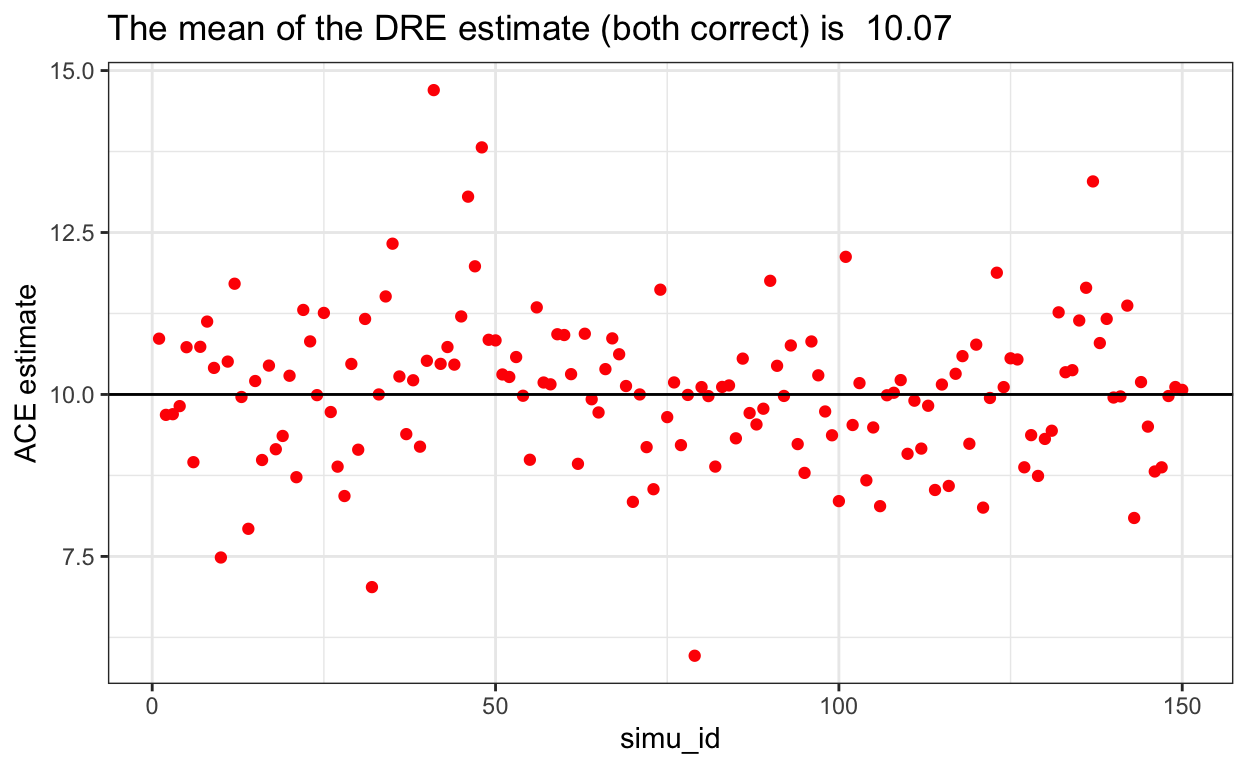 The mean of the DRE estimate (both correct) is  10.07
15.0
12.5
10.0
7.5
ACE estimate
0
50
100
150
simu_id